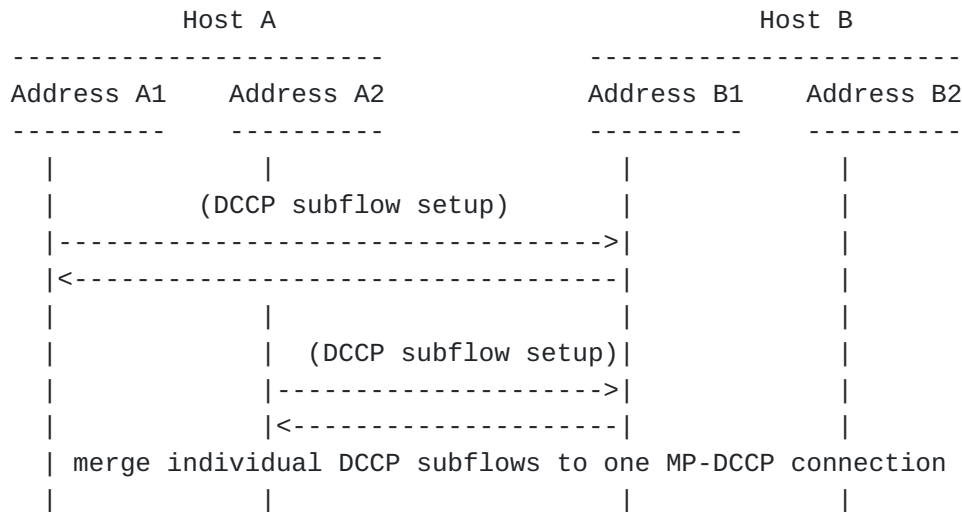 Host A Host B
------------------------ ------------------------
Address A1 Address A2 Address B1 Address B2
---------- ---------- ---------- ----------
| | | |
| (DCCP subflow setup) | |
|----------------------------------->| |
|<-----------------------------------| |
| | | |
| | (DCCP subflow setup)| |
| |--------------------->| |
| |<---------------------| |
| merge individual DCCP subflows to one MP-DCCP connection
| | | |